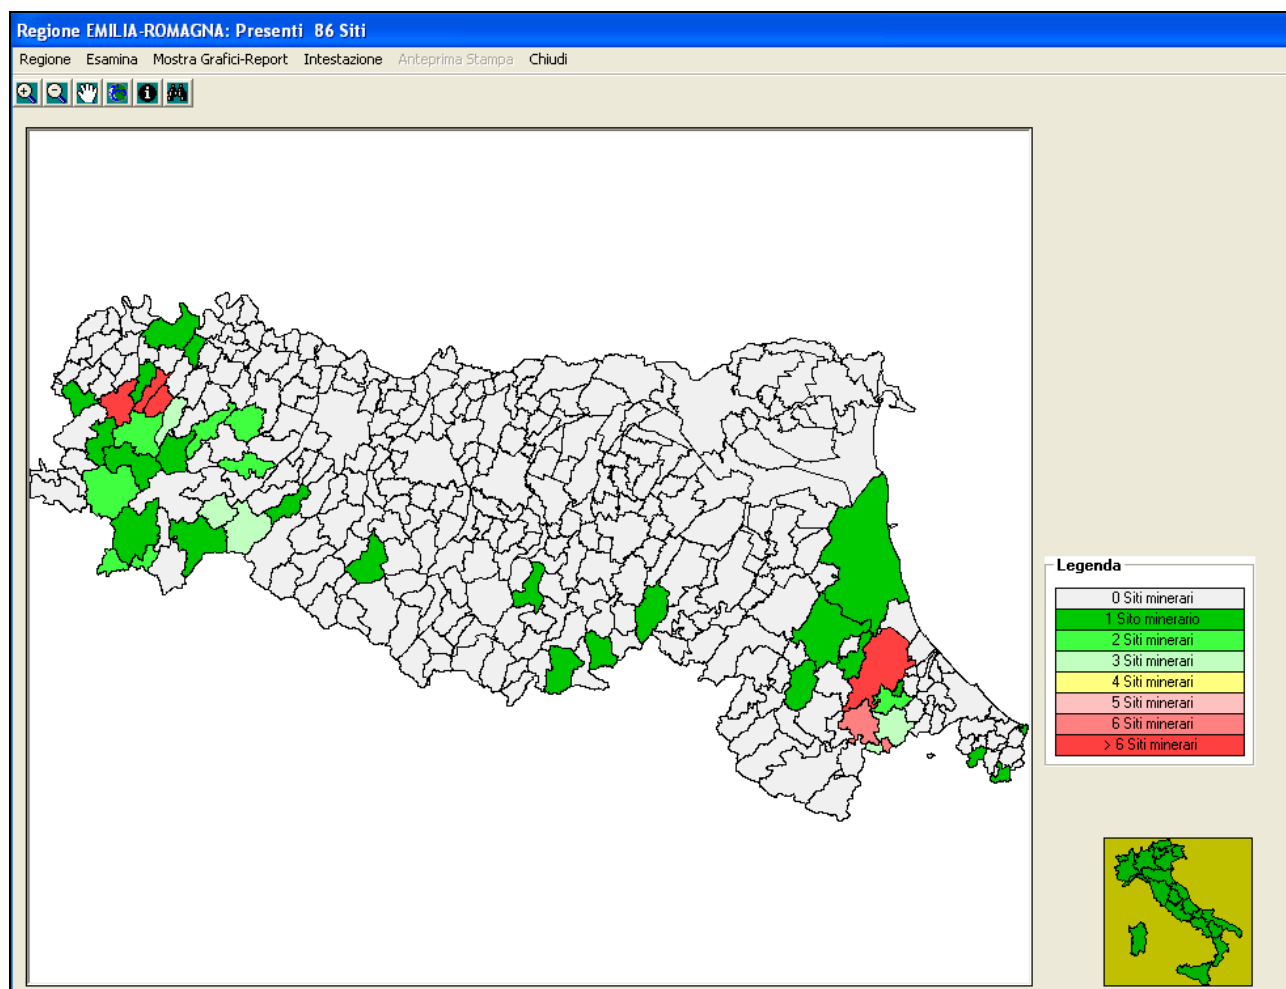 Regione EMILIA-ROMAGNA: Presenti 86 Siti
Regione Esamina Mostra Grafici-Report Intestazione Anteprima Stampa Chiudi
Legenda
0 Siti minerari
1 Sito minerario
2 Siti minerari
3 Siti minerari
4 Siti minerari
5 Siti minerari
6 Siti minerari
> 6 Siti minerari